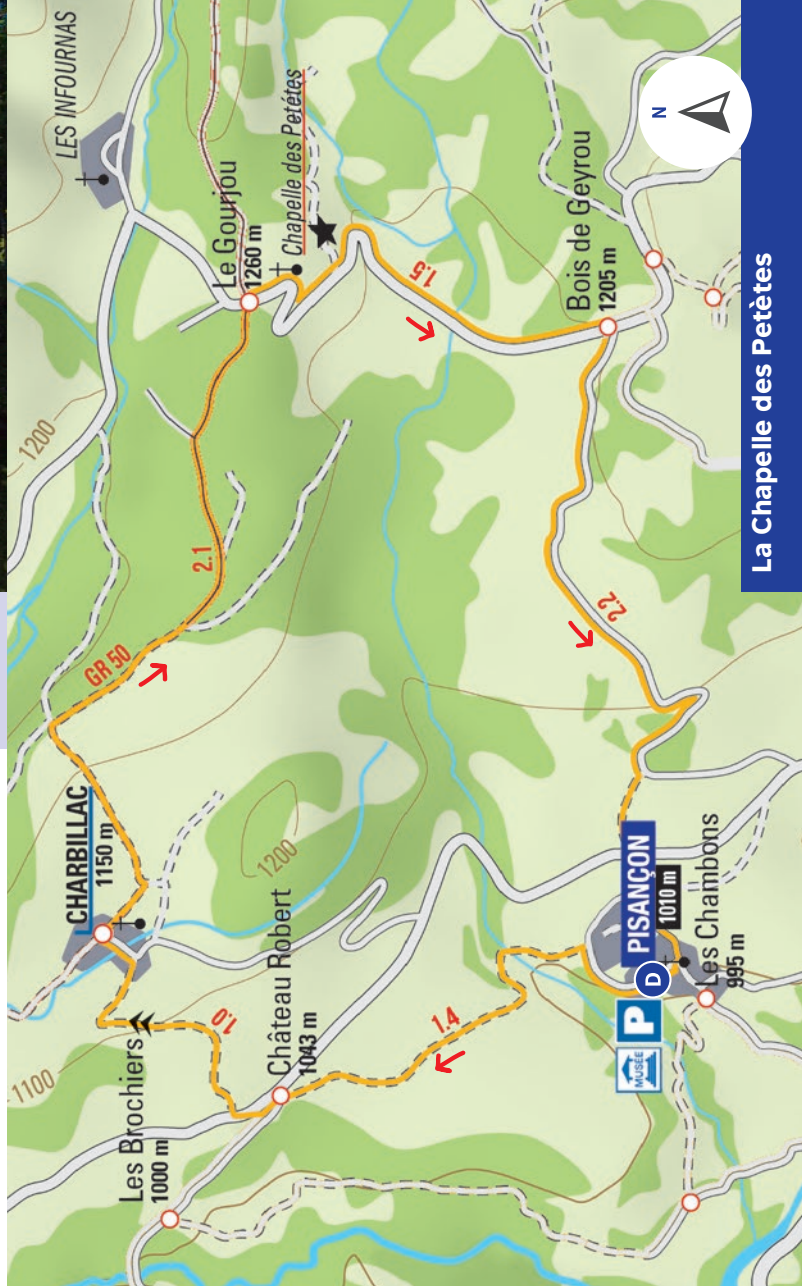 LES INFOURNAS
1200
Le Gourjou
1260 m
Chapelle des Petétes
N
1.5
Bois de Geyrou
1205 m
2.1
GR 50
2.2
CHARBILLAC
1150 m
1200
Les Brochiers
1000 m
1100
1.0
Château Robert
1043 m
1.4
PISANÇON
1010 m
D
P
MUSÉE
Les Chambons
995 m
La Chapelle des Petètes